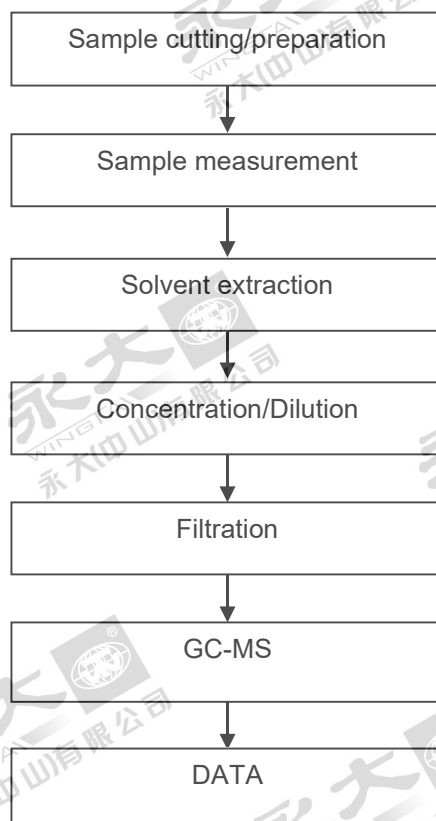 Sample cutting/preparation
Sample measurement
Solvent extraction
Concentration/Dilution
Filtration
GC-MS
DATA